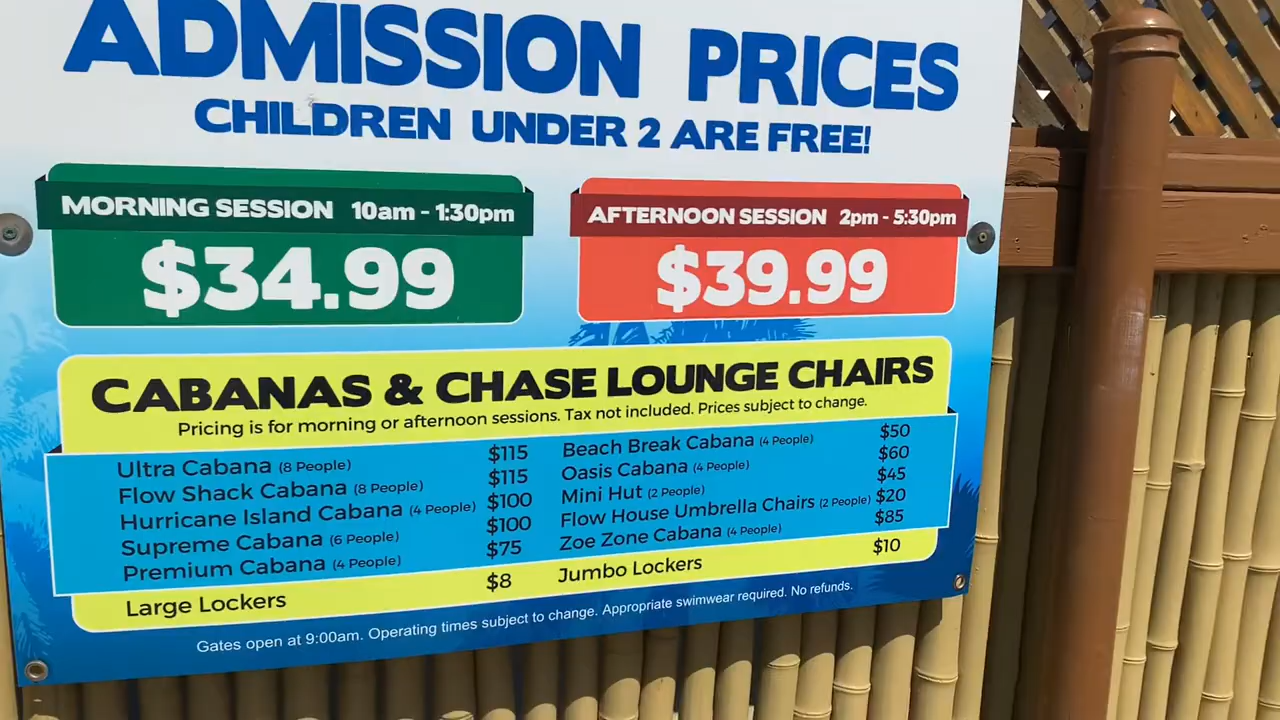 ADMISSION PRICES
CHILDREN UNDER 2 ARE FREE!
MORNING SESSION 10am - 1:30pm
$34.99
AFTERNOON SESSION 2pm - 5:30pm
$39.99
CABANAS & CHASE LOUNGE CHAIRS
Pricing is for morning or afternoon sessions. Tax not included. Prices subject to change.
Ultra Cabana (8 People) $115
Flow Shack Cabana (8 People) $115
Hurricane Island Cabana (4 People) $100
Supreme Cabana (6 People) $100
Premium Cabana (4 People) $75
Large Lockers $8
Beach Break Cabana (4 People) $50
Oasis Cabana (4 People) $60
Mini Hut (2 People) $45
Flow House Umbrella Chairs (2 People) $20
Zoe Zone Cabana (4 People) $85
Jumbo Lockers $10
Gates open at 9:00am. Operating times subject to change. Appropriate swimwear required. No refunds.